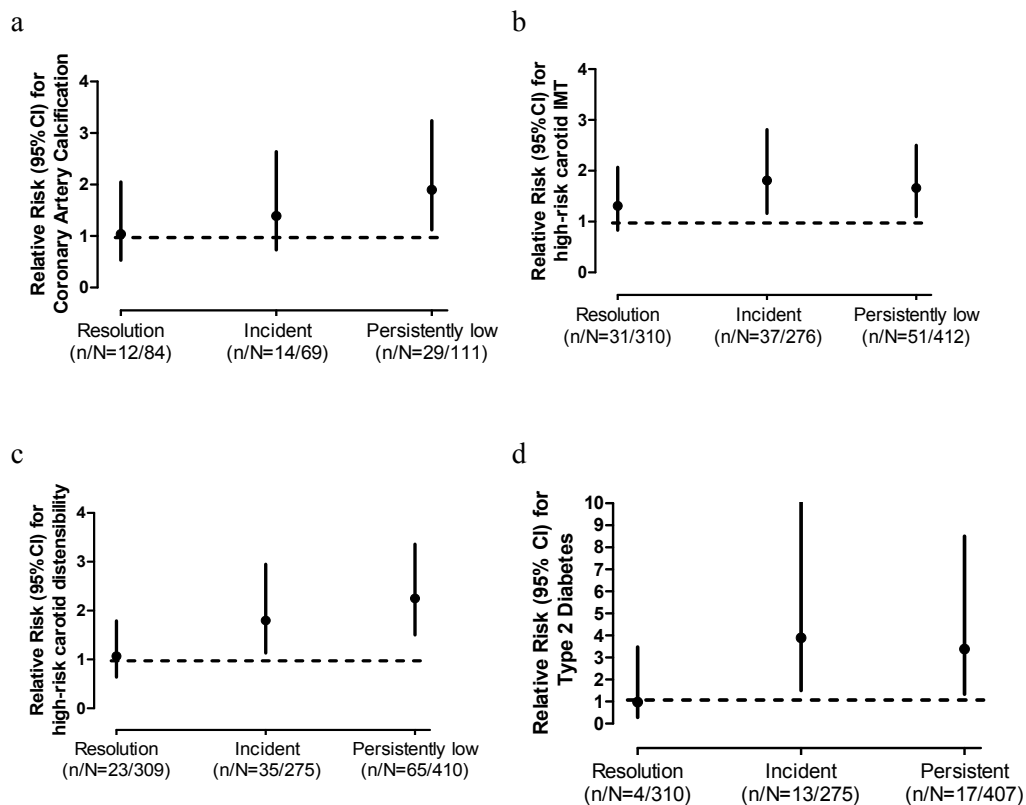 a
Relative Risk (95%CI) for
Coronary Artery Calcification
4
3
2
1
0
Resolution Incident Persistently low
(n/N=12/84) (n/N=14/69) (n/N=29/111)
b
Relative Risk (95%CI) for
high-risk carotid IMT
4
3
2
1
0
Resolution Incident Persistently low
(n/N=31/310) (n/N=37/276) (n/N=51/412)
c
Relative Risk (95%CI) for
high-risk carotid distensibility
4
3
2
1
0
Resolution Incident Persistently low
(n/N=23/309) (n/N=35/275) (n/N=65/410)
d
Relative Risk (95% CI) for
Type 2 Diabetes
10
9
8
7
6
5
4
3
2
1
0
Resolution Incident Persistent
(n/N=4/310) (n/N=13/275) (n/N=17/407)